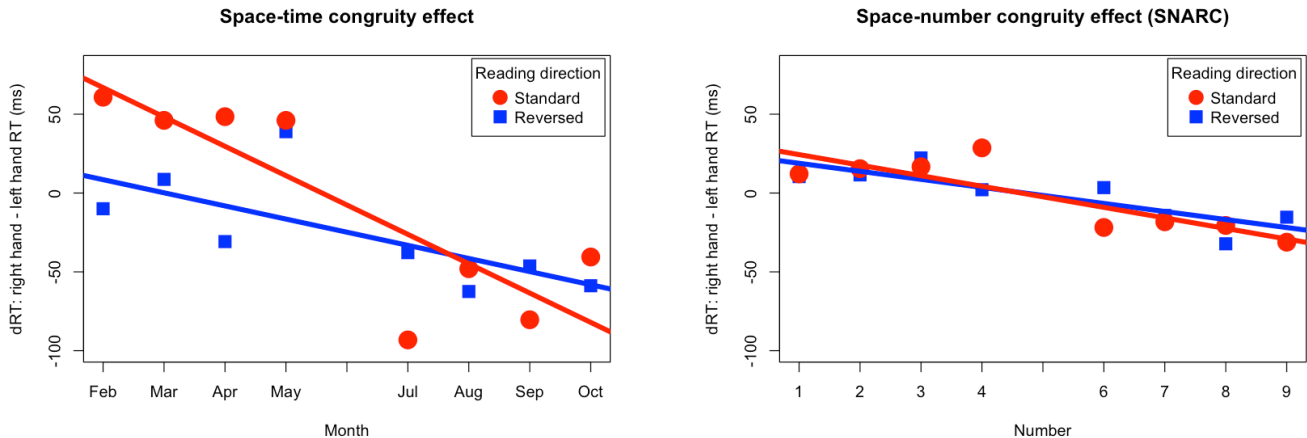 Space-time congruity effect
dRT: right hand - left hand RT (ms)
50
0
-50
-100
Reading direction
Standard
Reversed
Feb Mar Apr May Jul Aug Sep Oct
Month
Space-number congruity effect (SNARC)
dRT: right hand - left hand RT (ms)
50
0
-50
-100
Reading direction
Standard
Reversed
1 2 3 4 6 7 8 9
Number